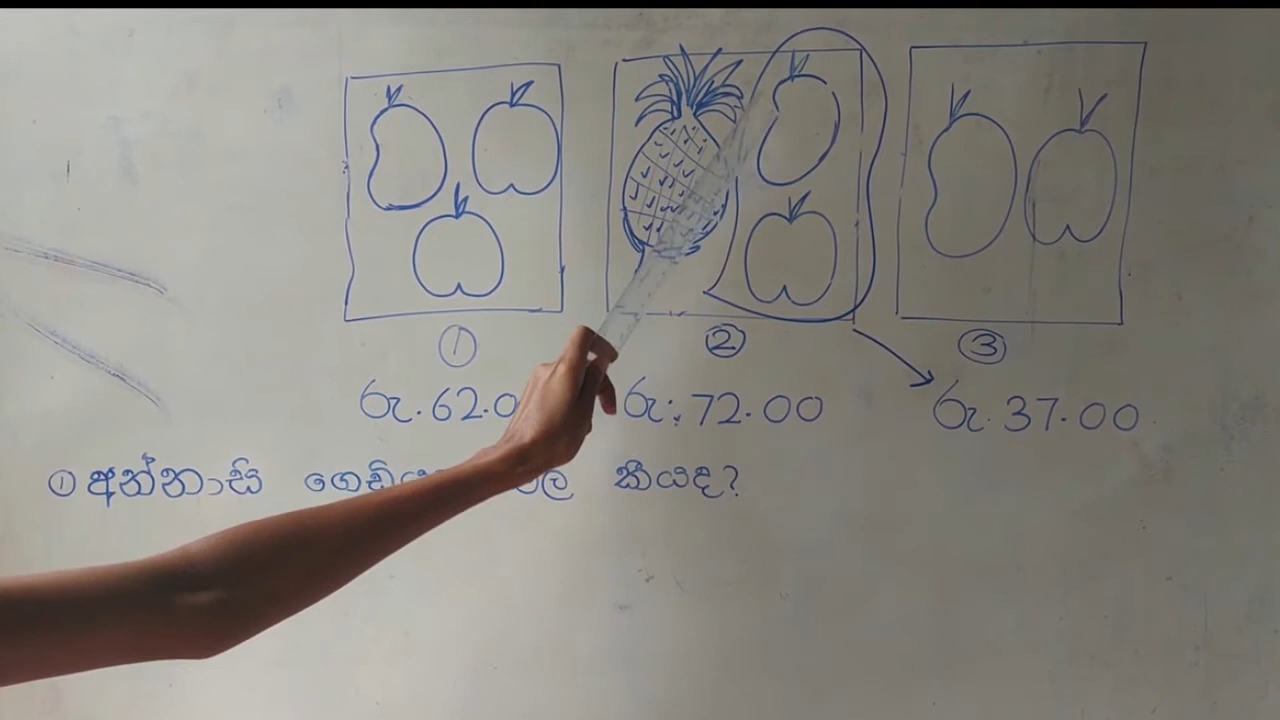 ① ② ③
රු. 62.0 රු. 72.00 රු. 37.00
① අන්නාසි කීයද?